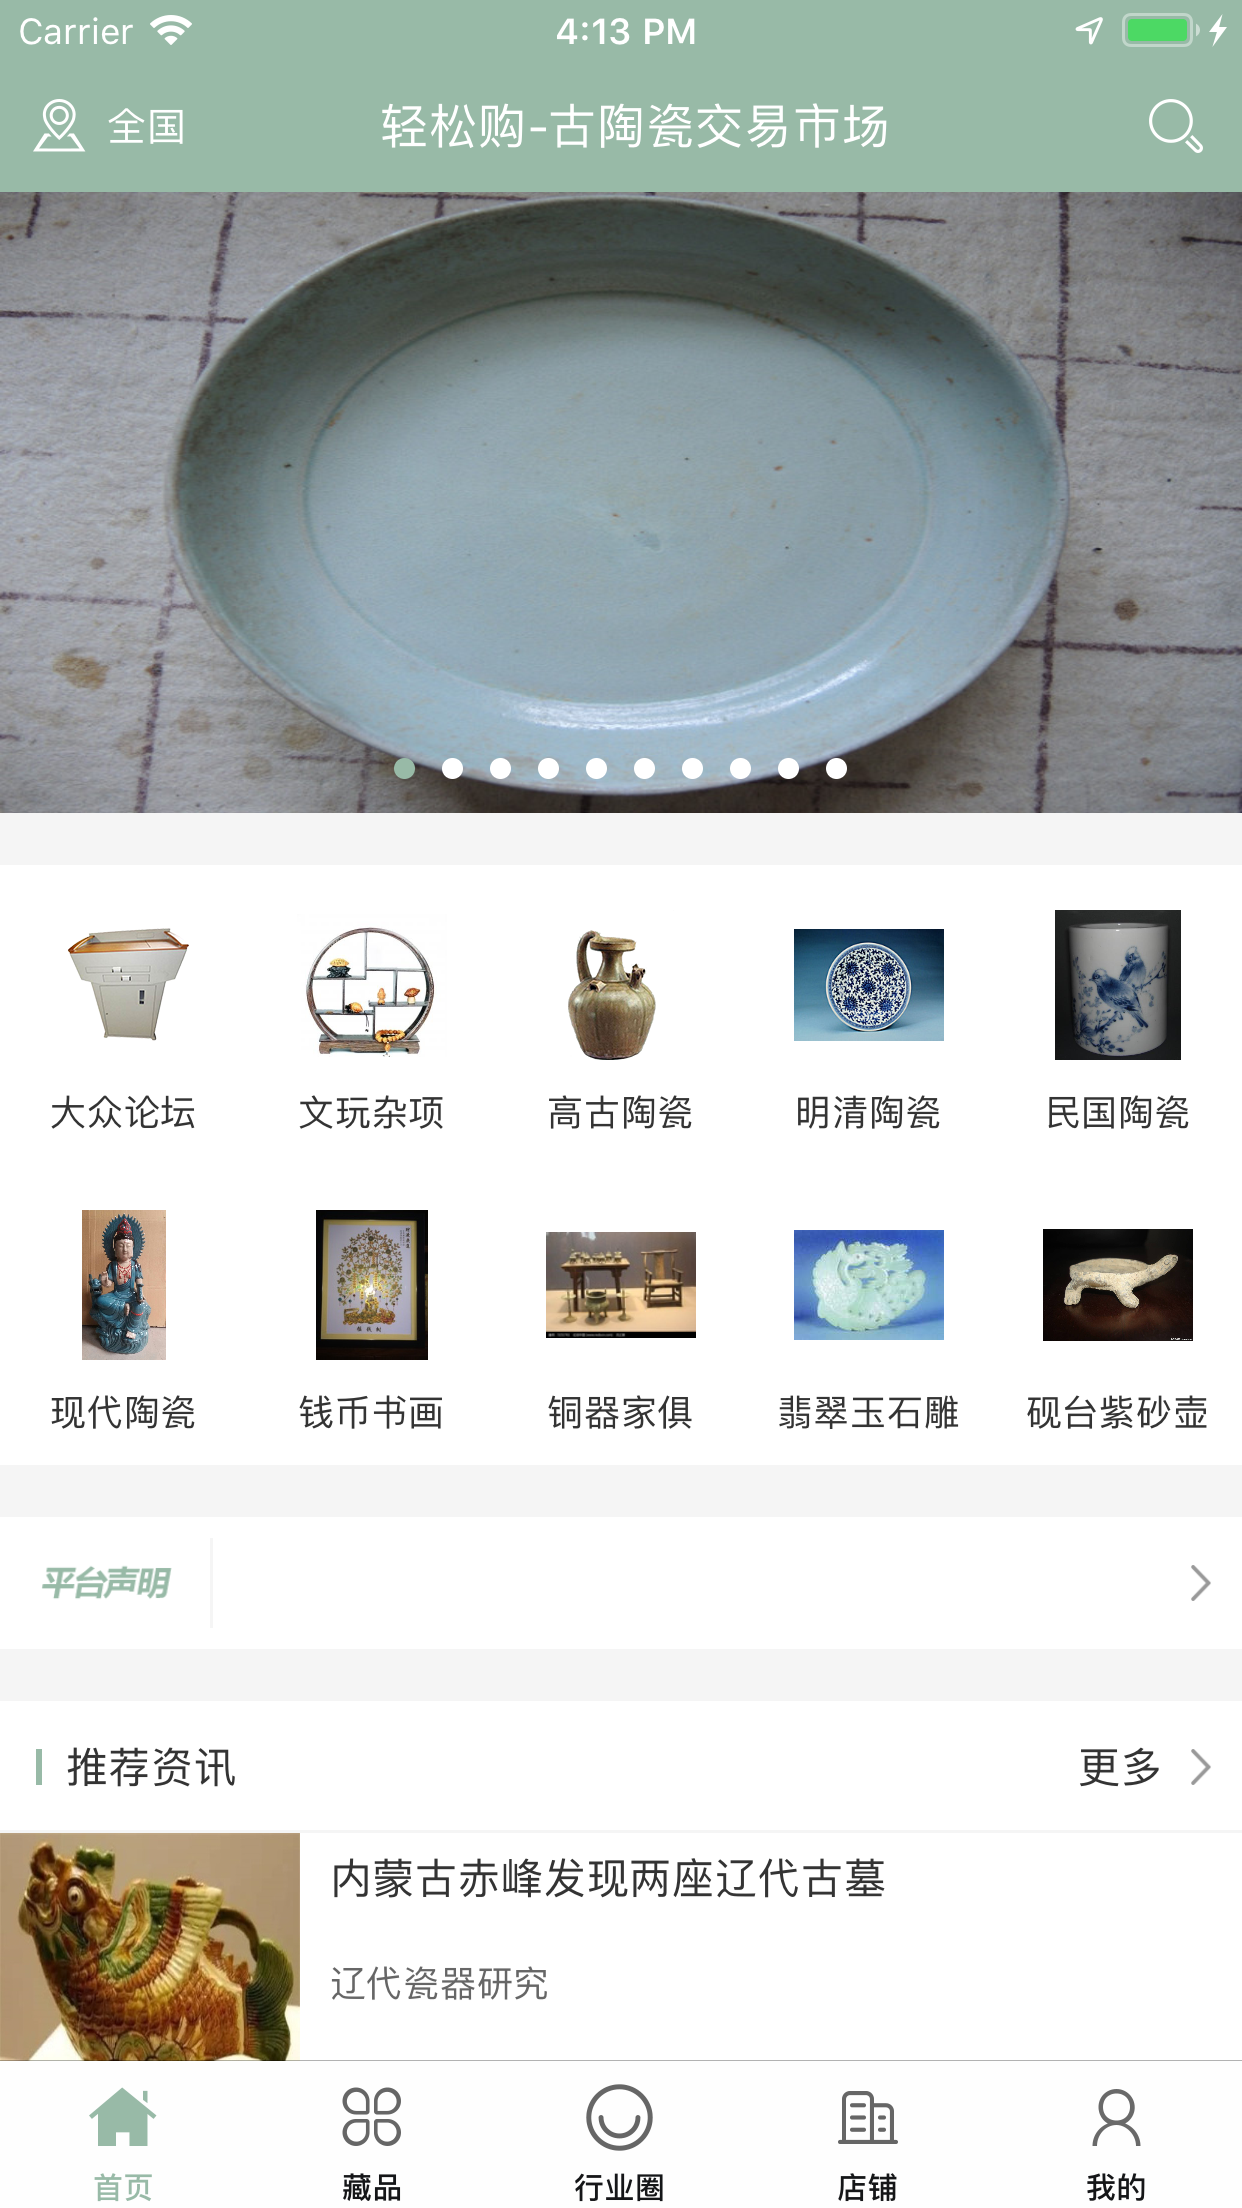 Carrier 4:13 PM
全国 轻松购-古陶瓷交易市场
大众论坛 文玩杂项 高古陶瓷 明清陶瓷 民国陶瓷
现代陶瓷 钱币书画 铜器家俱 翡翠玉石雕 砚台紫砂壶
平台声明
推荐资讯 更多
内蒙古赤峰发现两座辽代古墓
辽代瓷器研究
首页 藏品 行业圈 店铺 我的